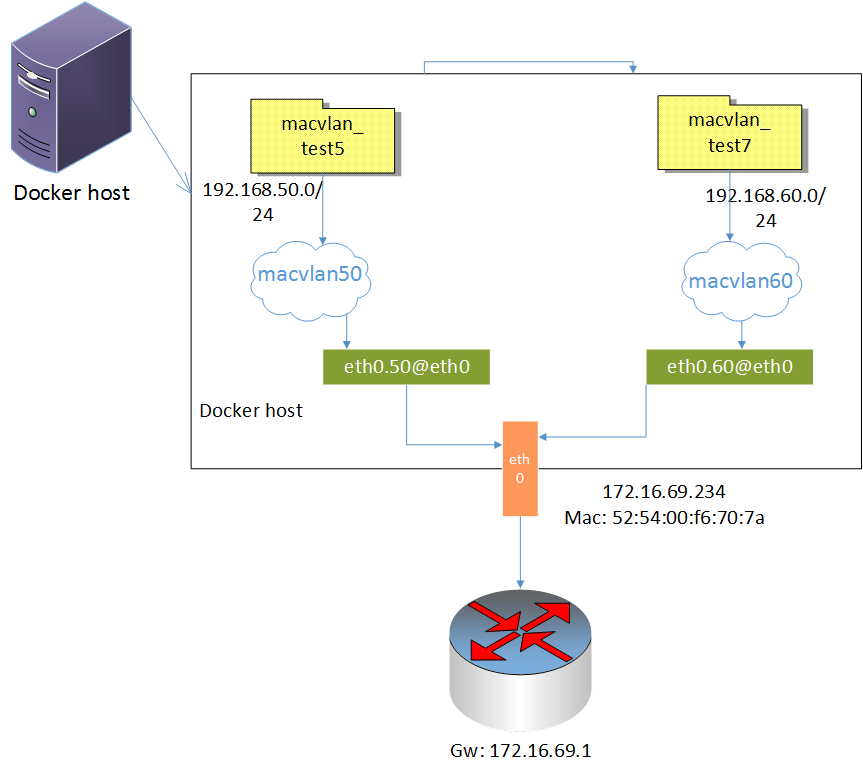 Docker host
macvlan_
test5
192.168.50.0/
24
macvlan50
eth0.50@eth0
macvlan_
test7
192.168.60.0/
24
macvlan60
eth0.60@eth0
Docker host
eth
0
172.16.69.234
Mac: 52:54:00:f6:70:7a
Gw: 172.16.69.1